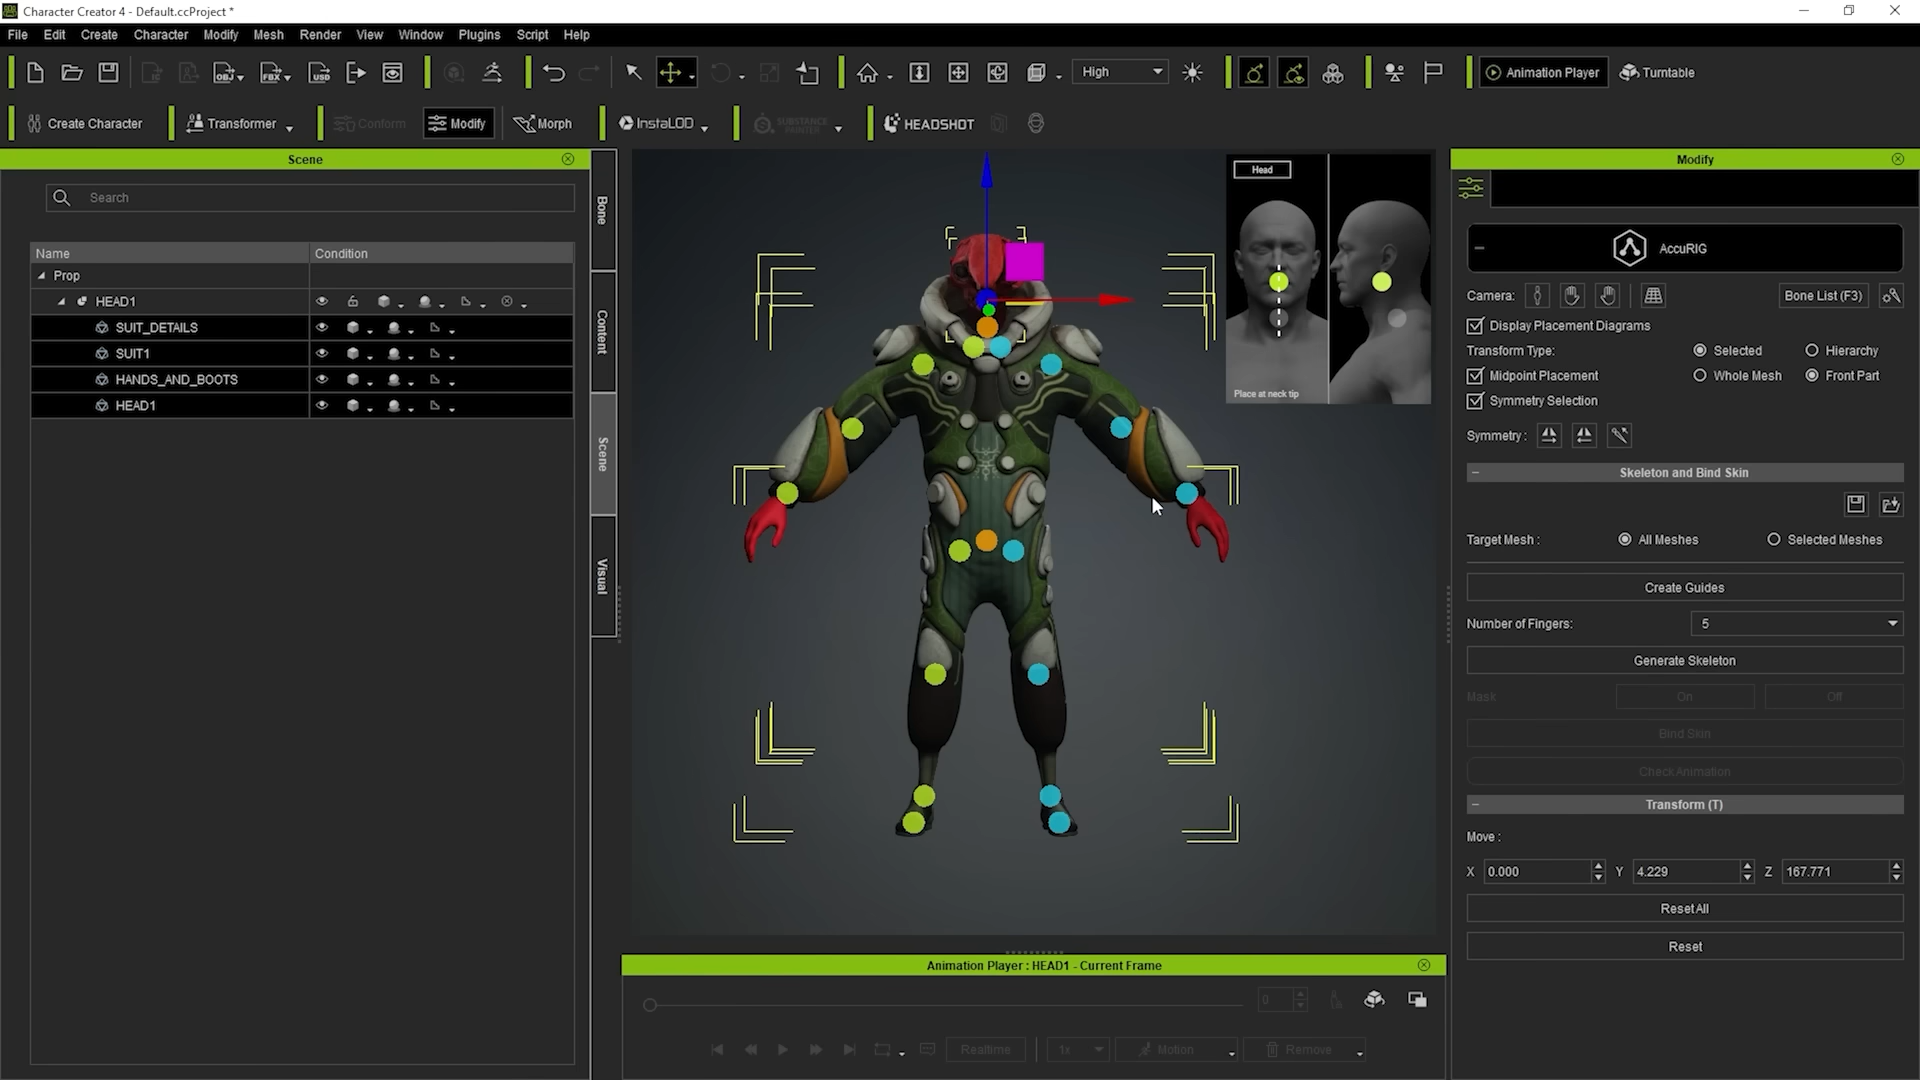 Character Creator 4 - Default.ccProject *
File Edit Create Character Modify Mesh Render View Window Plugins Script Help
OBJ FBX USD High Animation Player Turntable
Create Character Transformer Conform Modify Morph InstaLOD SUBSTANCE PAINTER HEADSHOT
Scene
Search
Name Condition
Prop
HEAD1
SUIT_DETAILS
SUIT1
HANDS_AND_BOOTS
HEAD1
Bone
Content
Scene
Visual
Head
Place at neck tip
Modify
AccuRIG
Camera: Bone List (F3)
Display Placement Diagrams
Transform Type: Selected Hierarchy
Midpoint Placement Whole Mesh Front Part
Symmetry Selection
Symmetry :
Skeleton and Bind Skin
Target Mesh : All Meshes Selected Meshes
Create Guides
Number of Fingers: 5
Generate Skeleton
Mask On Off
Bind Skin
Check Animation
Transform (T)
Move :
X 0.000 Y 4.229 Z 167.771
Reset All
Reset
Animation Player : HEAD1 - Current Frame
0
Realtime 1x Motion Remove